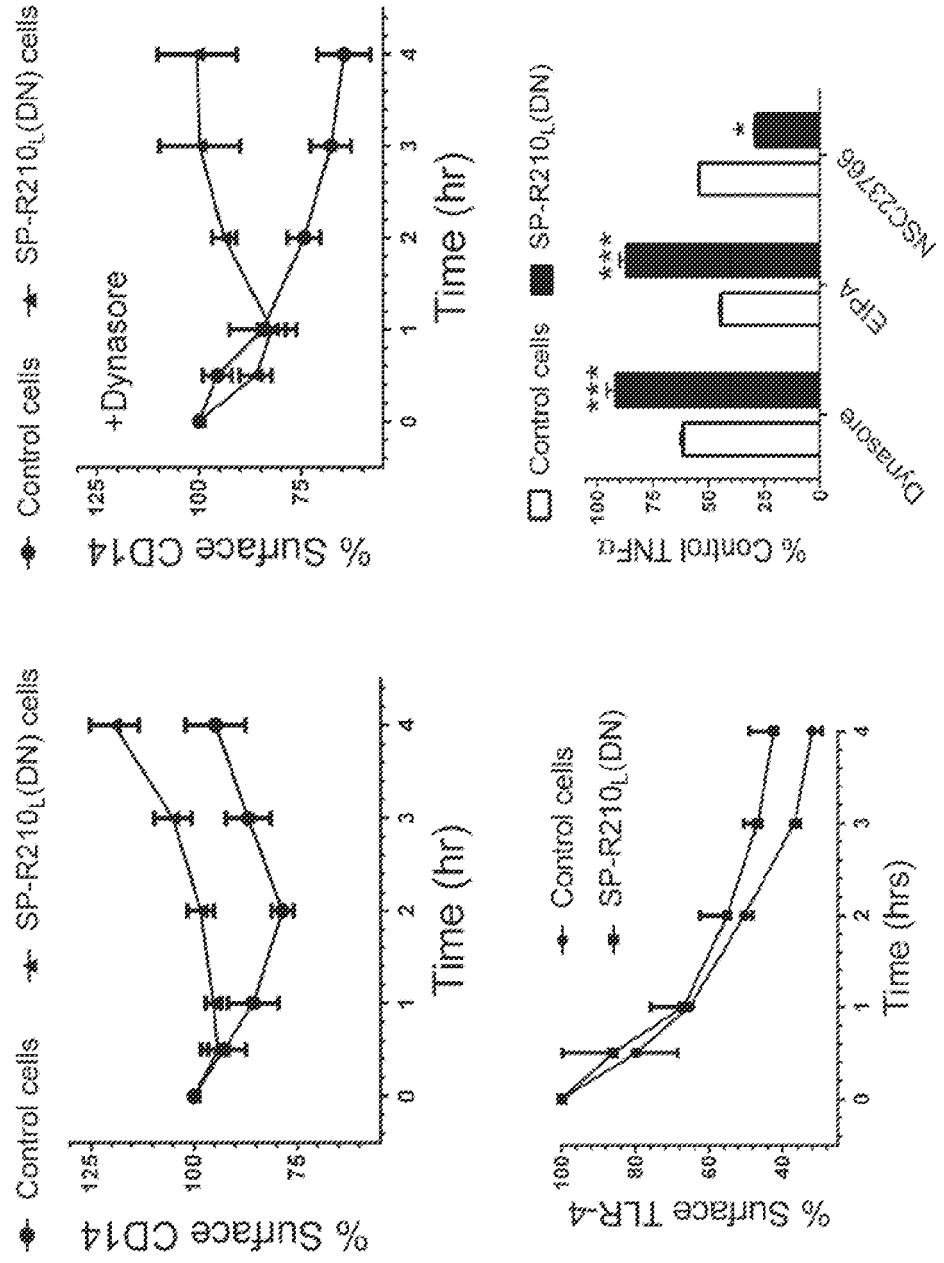 Control cells
SP-R210L(DN) cells
% Surface CD14
125
100
75
0 1 2 3 4
Time (hr)
Control cells
SP-R210L(DN) cells
+Dynasore
% Surface CD14
125
100
75
0 1 2 3 4
Time (hr)
Control cells
SP-R210L(DN)
% Surface TLR-4
100
80
60
40
0 1 2 3 4
Time (hrs)
Control cells
SP-R210L(DN)
% Control TNFα
100
75
50
25
0
*** *** *
Dynasore
EIPA
NSC23766